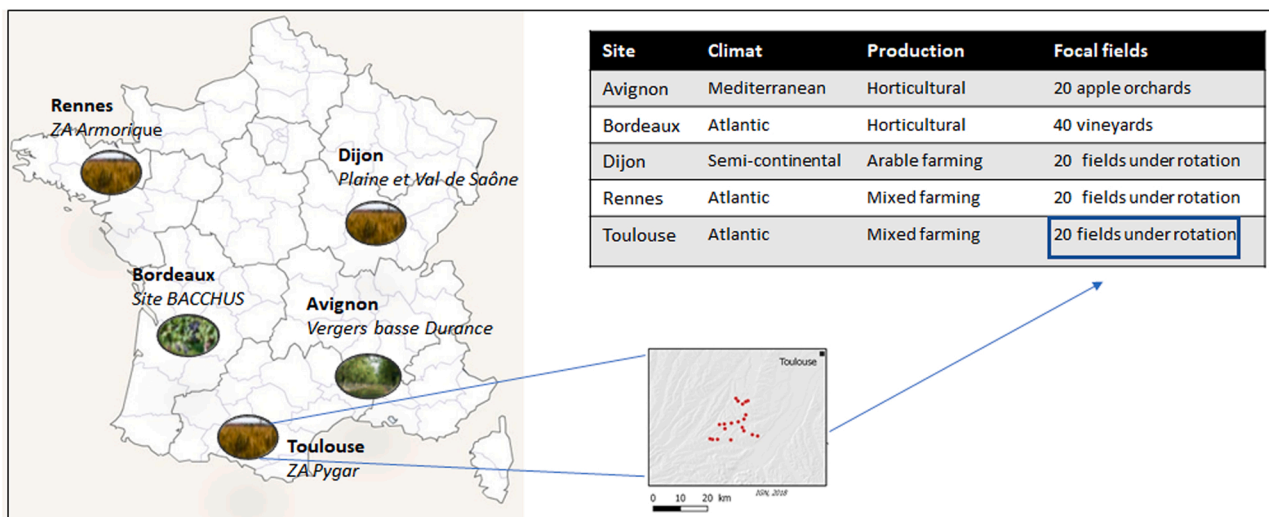 Rennes
ZA Armorique
Dijon
Plaine et Val de Saône
Bordeaux
Site BACCHUS
Avignon
Vergers basse Durance
Toulouse
ZA Pygar
Site Climat Production Focal fields
Avignon Mediterranean Horticultural 20 apple orchards
Bordeaux Atlantic Horticultural 40 vineyards
Dijon Semi-continental Arable farming 20 fields under rotation
Rennes Atlantic Mixed farming 20 fields under rotation
Toulouse Atlantic Mixed farming 20 fields under rotation
Toulouse
IGN, 2018
0 10 20 km